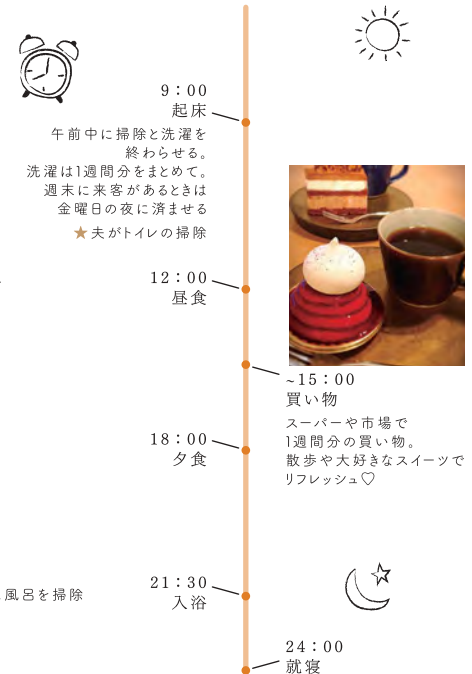 9：00
起床
午前中に掃除と洗濯を
終わらせる。
洗濯は1週間分をまとめて。
週末に来客があるときは
金曜日の夜に済ませる
★夫がトイレの掃除
12：00
昼食
~15：00
買い物
スーパーや市場で
1週間分の買い物。
散歩や大好きなスイーツで
リフレッシュ♡
18：00
夕食
風呂を掃除
21：30
入浴
24：00
就寝